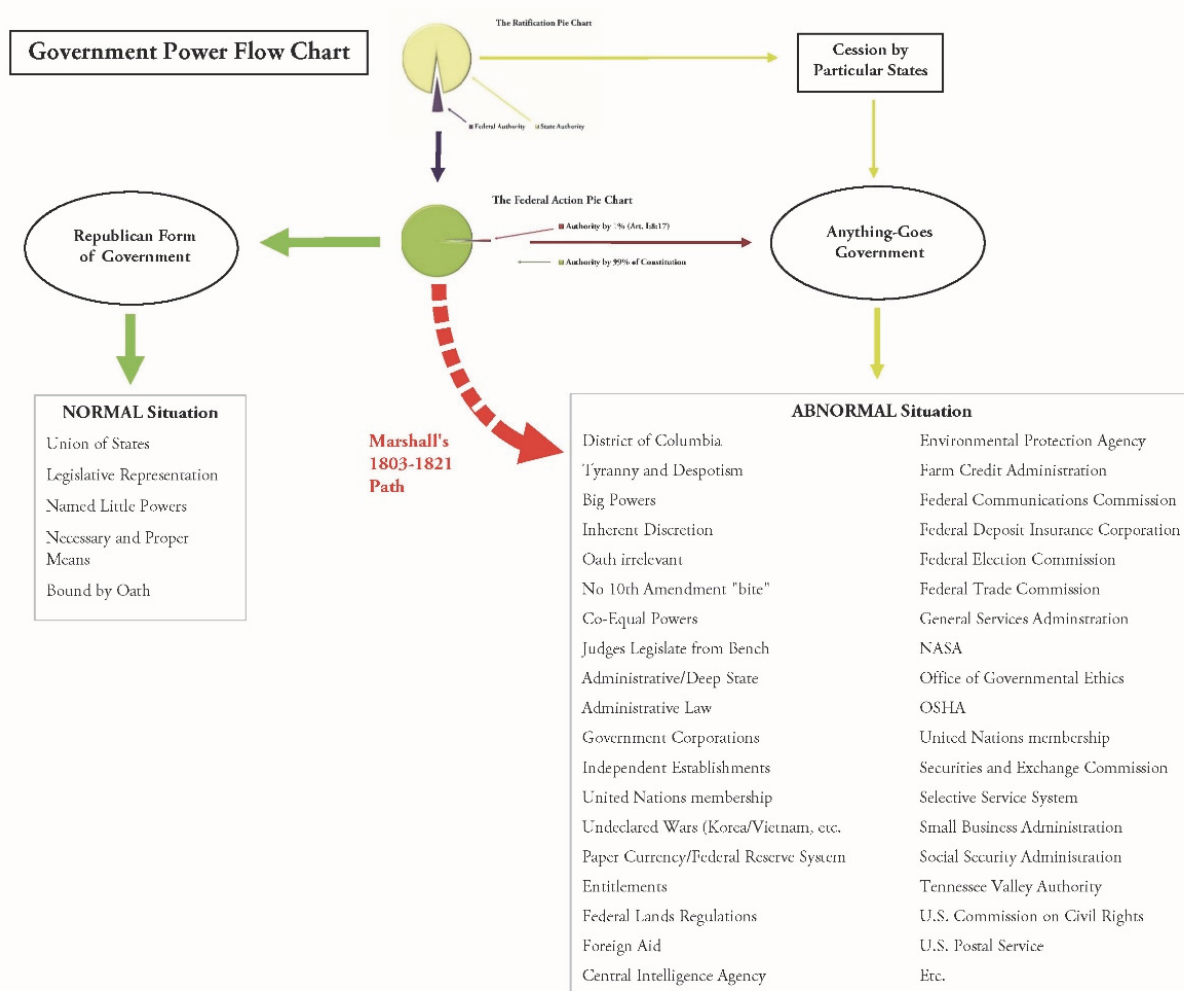 The Ratification Pie Chart
Government Power Flow Chart
Cession by
Particular States
Federal Authority
State Authority
The Federal Action Pie Chart
Authority by 1% (Art. I:8:17)
Authority by 99% of Constitution
Republican Form
of Government
Anything-Goes
Government
NORMAL Situation
Union of States
Legislative Representation
Named Little Powers
Necessary and Proper
Means
Bound by Oath
Marshall's
1803-1821
Path
ABNORMAL Situation
District of Columbia
Tyranny and Despotism
Big Powers
Inherent Discretion
Oath irrelevant
No 10th Amendment "bite"
Co-Equal Powers
Judges Legislate from Bench
Administrative/Deep State
Administrative Law
Government Corporations
Independent Establishments
United Nations membership
Undeclared Wars (Korea/Vietnam, etc.
Paper Currency/Federal Reserve System
Entitlements
Federal Lands Regulations
Foreign Aid
Central Intelligence Agency
Environmental Protection Agency
Farm Credit Administration
Federal Communications Commission
Federal Deposit Insurance Corporation
Federal Election Commission
Federal Trade Commission
General Services Adminstration
NASA
Office of Governmental Ethics
OSHA
United Nations membership
Securities and Exchange Commission
Selective Service System
Small Business Administration
Social Security Administration
Tennessee Valley Authority
U.S. Commission on Civil Rights
U.S. Postal Service
Etc.